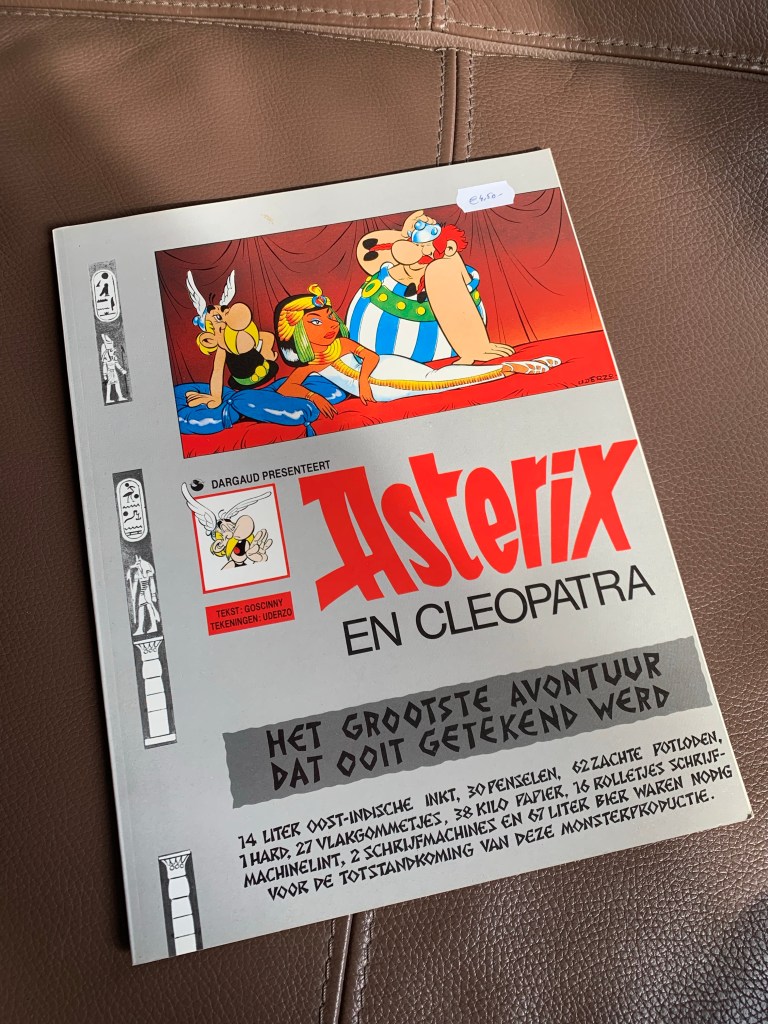 €4,50.-
UDERZO
DARGAUD PRESENTEERT
Asterix
EN CLEOPATRA
TEKST: GOSCINNY
TEKENINGEN: UDERZO
HET GROOTSTE AVONTUUR
DAT OOIT GETEKEND WERD
14 LITER OOST-INDISCHE INKT, 30 PENSELEN, 62 ZACHTE POTLODEN,
1 HARD, 27 VLAKGOMMETJES, 38 KILO PAPIER, 16 ROLLETJES SCHRIJF-
MACHINELINT, 2 SCHRIJFMACHINES EN 67 LITER BIER WAREN NODIG
VOOR DE TOTSTANDKOMING VAN DEZE MONSTERPRODUCTIE.